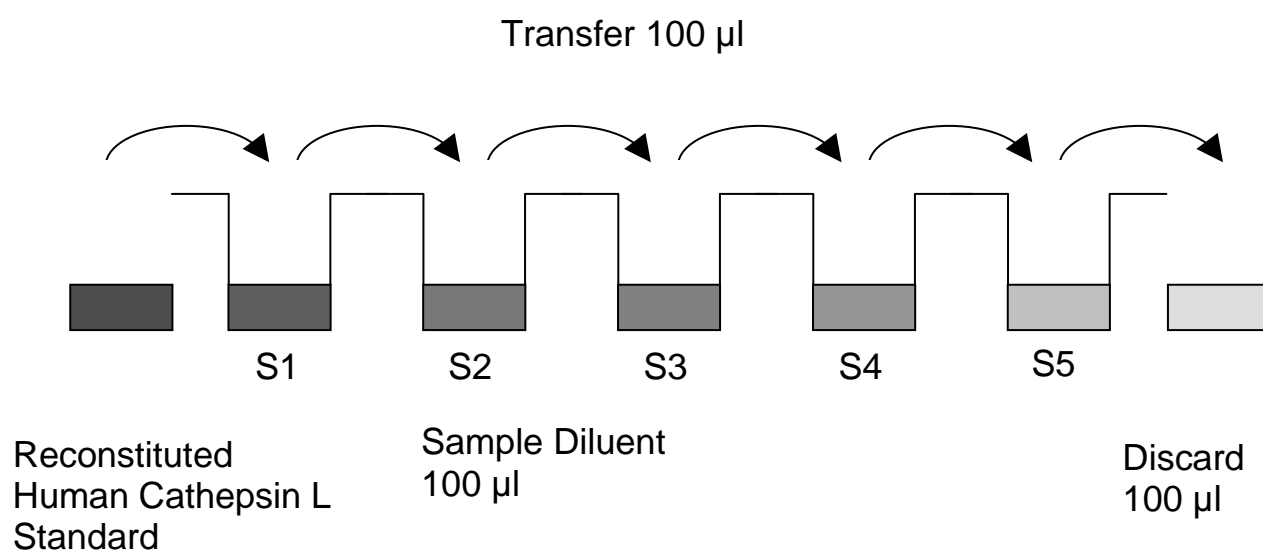 Transfer 100 µl
S1
S2
S3
S4
S5
Reconstituted
Human Cathepsin L
Standard
Sample Diluent
100 µl
Discard
100 µl